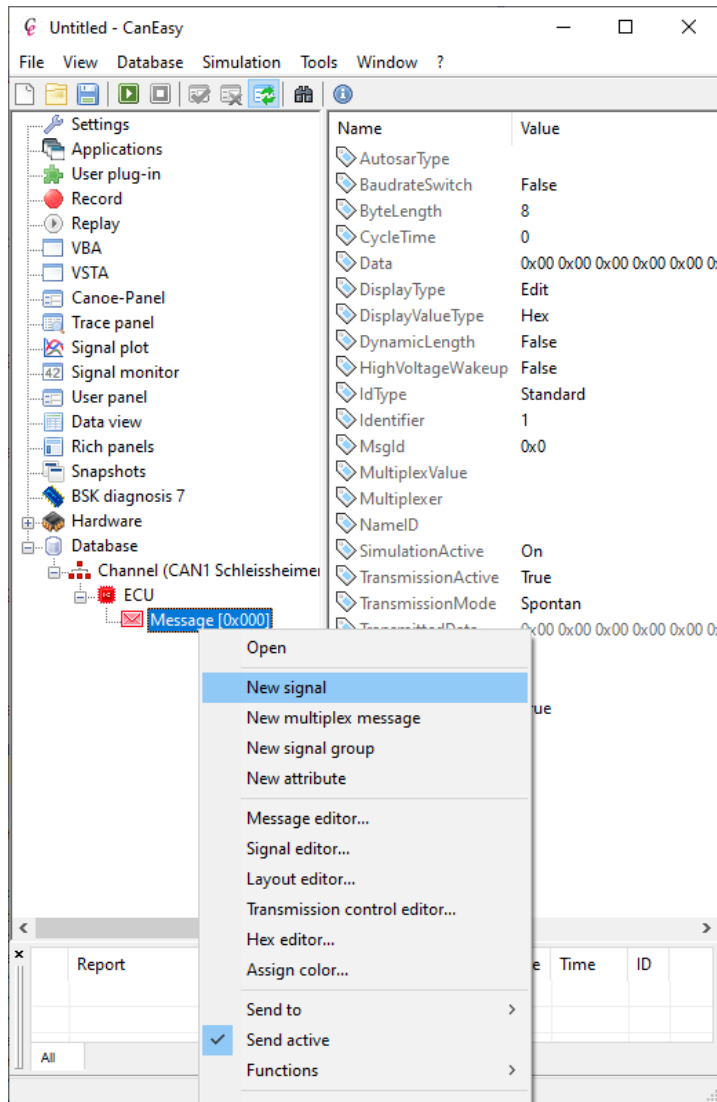 Untitled - CanEasy
File View Database Simulation Tools Window ?
Settings
Applications
User plug-in
Record
Replay
VBA
VSTA
Canoe-Panel
Trace panel
Signal plot
42 Signal monitor
User panel
Data view
Rich panels
Snapshots
BSK diagnosis 7
Hardware
Database
Channel (CAN1 Schleissheimer
ECU
Message [0x000]
Name Value
AutosarType
BaudrateSwitch False
ByteLength 8
CycleTime 0
Data 0x00 0x00 0x00 0x00 0x00 0x
DisplayType Edit
DisplayValueType Hex
DynamicLength False
HighVoltageWakeup False
IdType Standard
Identifier 1
MsgId 0x0
MultiplexValue
Multiplexer
NameID
SimulationActive On
TransmissionActive True
TransmissionMode Spontan
TransmittedData 0x00 0x00 0x00 0x00 0x00 0x
rue
Open
New signal
New multiplex message
New signal group
New attribute
Message editor...
Signal editor...
Layout editor...
Transmission control editor...
Hex editor...
Assign color...
Send to
Send active
Functions
Report e Time ID
All